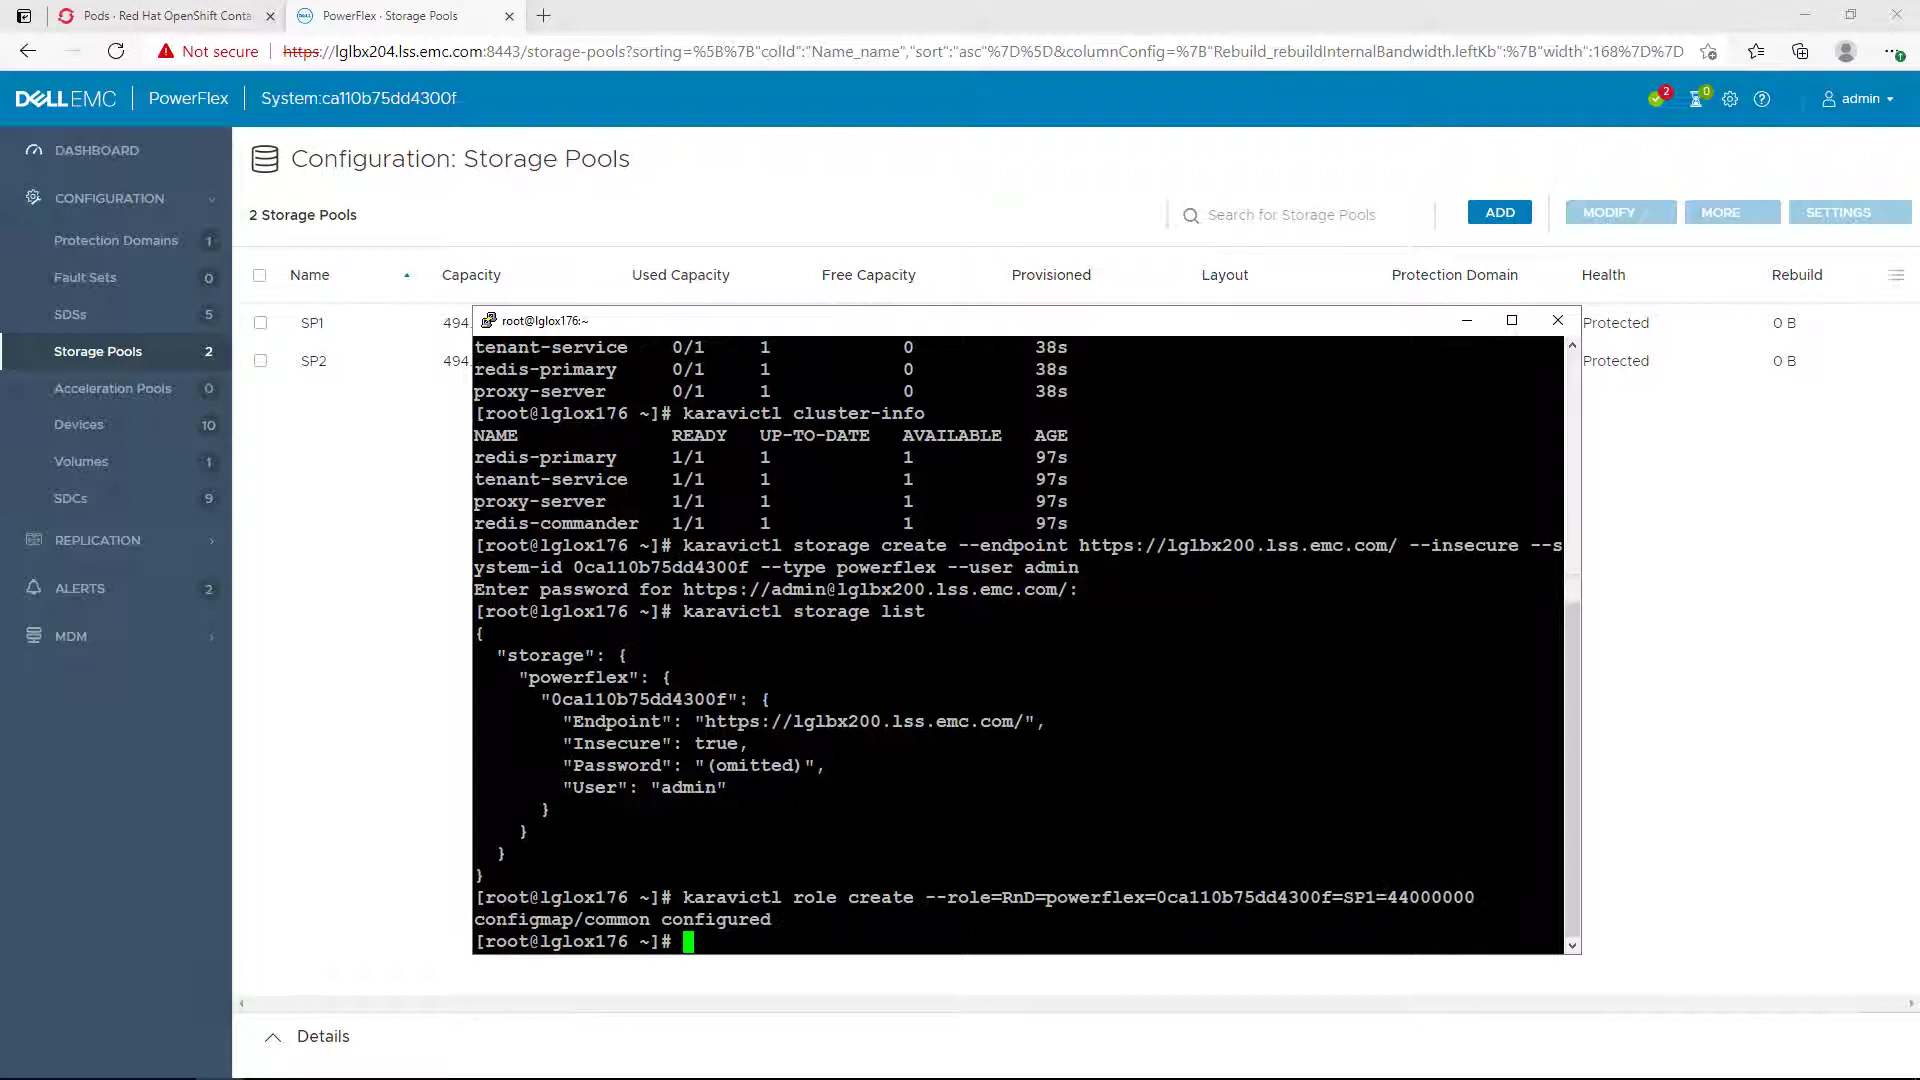 Pods · Red Hat OpenShift Conta
PowerFlex - Storage Pools
Not secure
https://lglbx204.lss.emc.com:8443/storage-pools?sorting=%5B%7B"colId":"Name_name","sort":"asc"%7D%5D&columnConfig=%7B"Rebuild_rebuildInternalBandwidth.leftKb":%7B"width":168%7D%7D
DELLEMC
PowerFlex
System:ca110b75dd4300f
2
0
admin
DASHBOARD
CONFIGURATION
Protection Domains 1
Fault Sets 0
SDSs 5
Storage Pools 2
Acceleration Pools 0
Devices 10
Volumes 1
SDCs 9
REPLICATION
ALERTS 2
MDM
Configuration: Storage Pools
2 Storage Pools
Search for Storage Pools
ADD
MODIFY
MORE
SETTINGS
Name Capacity Used Capacity Free Capacity Provisioned Layout Protection Domain Health Rebuild
SP1 494. Protected 0 B
SP2 494. Protected 0 B
root@lglox176:~
tenant-service 0/1 1 0 38s
redis-primary 0/1 1 0 38s
proxy-server 0/1 1 0 38s
[root@lglox176 ~]# karavictl cluster-info
NAME READY UP-TO-DATE AVAILABLE AGE
redis-primary 1/1 1 1 97s
tenant-service 1/1 1 1 97s
proxy-server 1/1 1 1 97s
redis-commander 1/1 1 1 97s
[root@lglox176 ~]# karavictl storage create --endpoint https://lglbx200.lss.emc.com/ --insecure --s
ystem-id 0ca110b75dd4300f --type powerflex --user admin
Enter password for https://admin@lglbx200.lss.emc.com/:
[root@lglox176 ~]# karavictl storage list
{
"storage": {
"powerflex": {
"0ca110b75dd4300f": {
"Endpoint": "https://lglbx200.lss.emc.com/",
"Insecure": true,
"Password": "(omitted)",
"User": "admin"
}
}
}
}
[root@lglox176 ~]# karavictl role create --role=RnD=powerflex=0ca110b75dd4300f=SP1=44000000
configmap/common configured
[root@lglox176 ~]#
Details